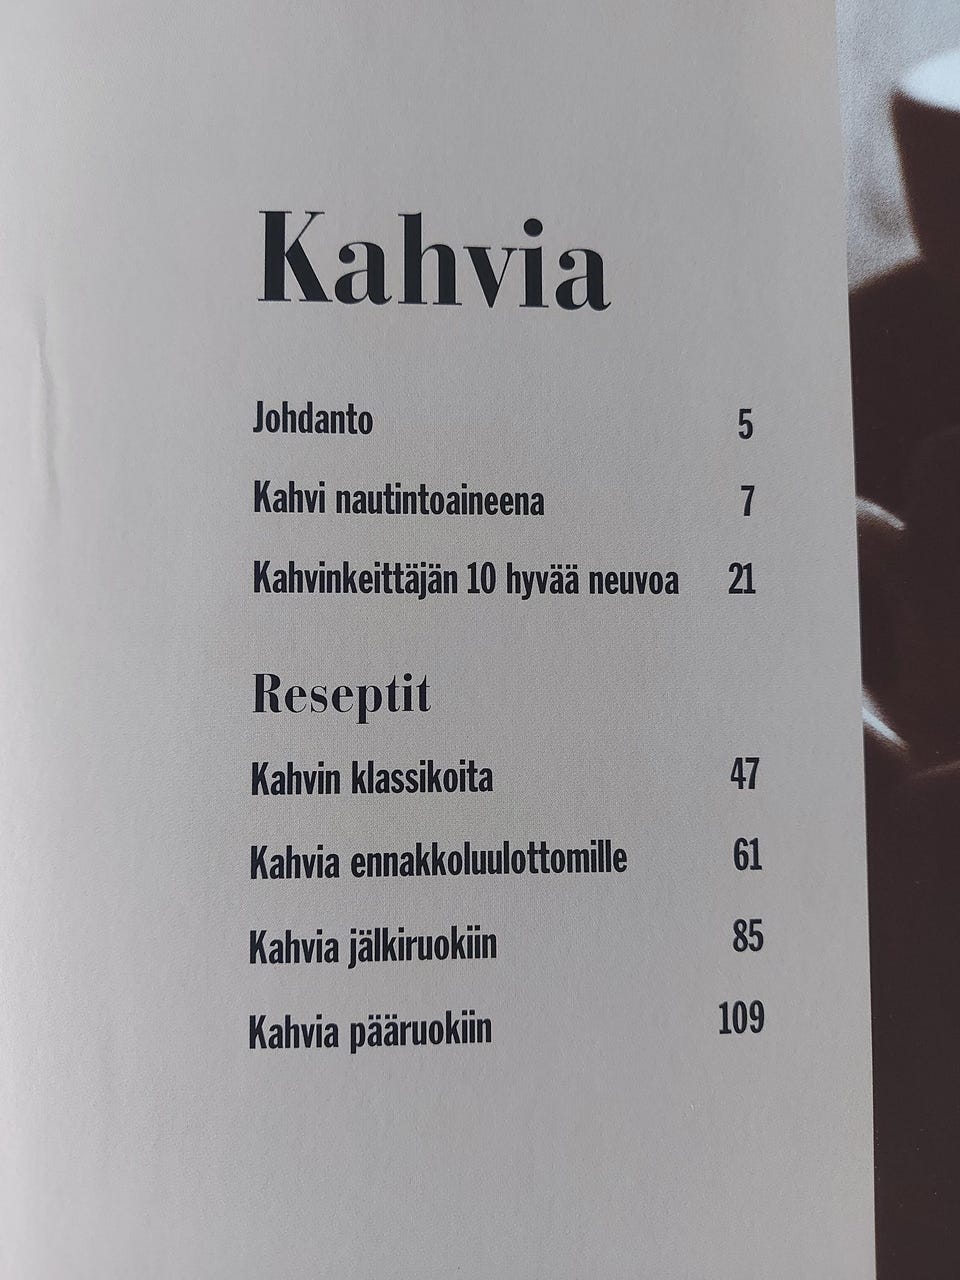 Kahvia
Johdanto 5
Kahvi nautintoaineena 7
Kahvinkeittäjän 10 hyvää neuvoa 21
Reseptit
Kahvin klassikoita 47
Kahvia ennakkoluulottomille 61
Kahvia jälkiruokiin 85
Kahvia pääruokiin 109